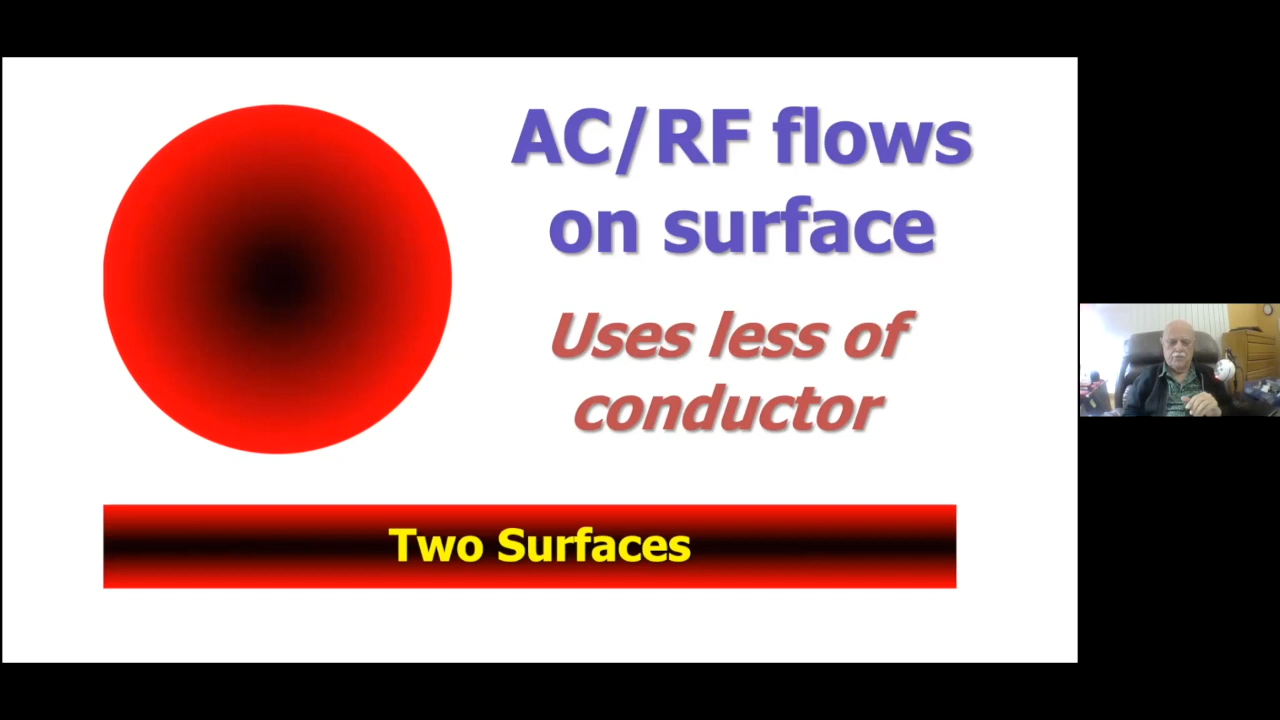 AC/RF flows
on surface
Uses less of
conductor
Two Surfaces